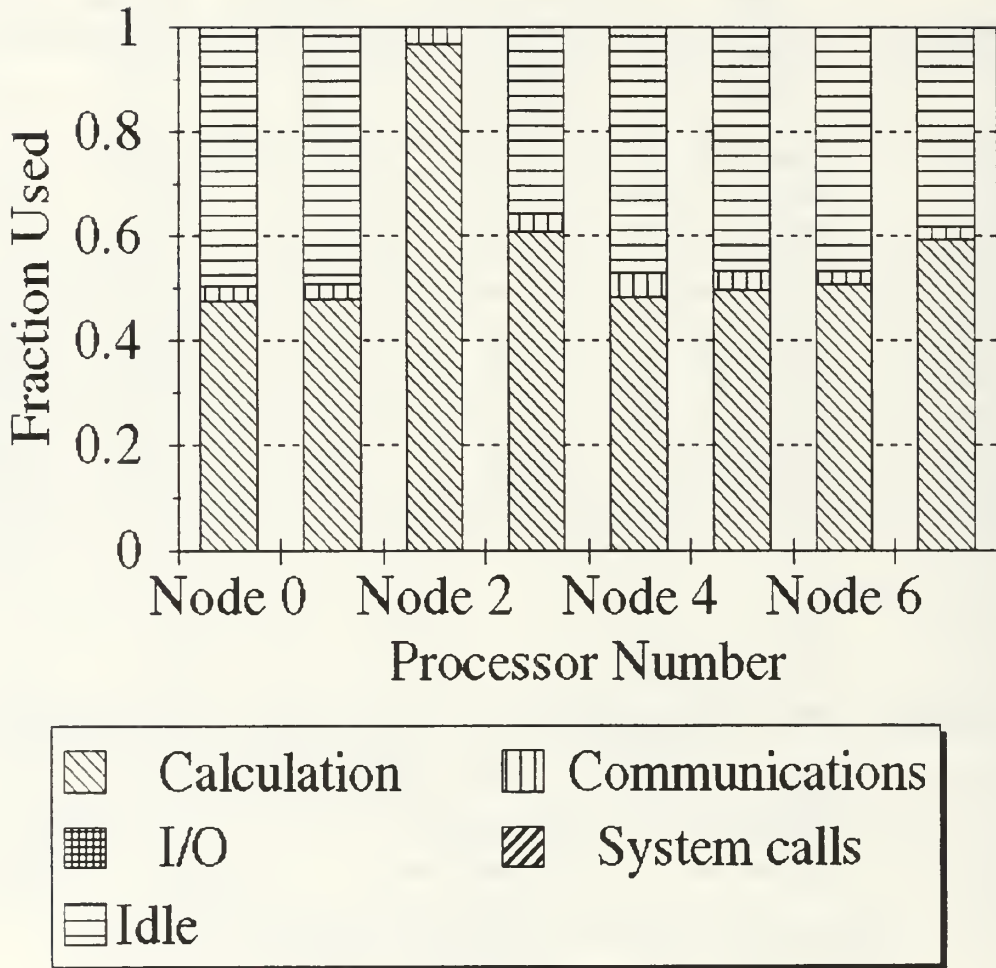 Fraction Used
1
0.8
0.6
0.4
0.2
0
Node 0 Node 2 Node 4 Node 6
Processor Number
Calculation Communications
I/O System calls
Idle